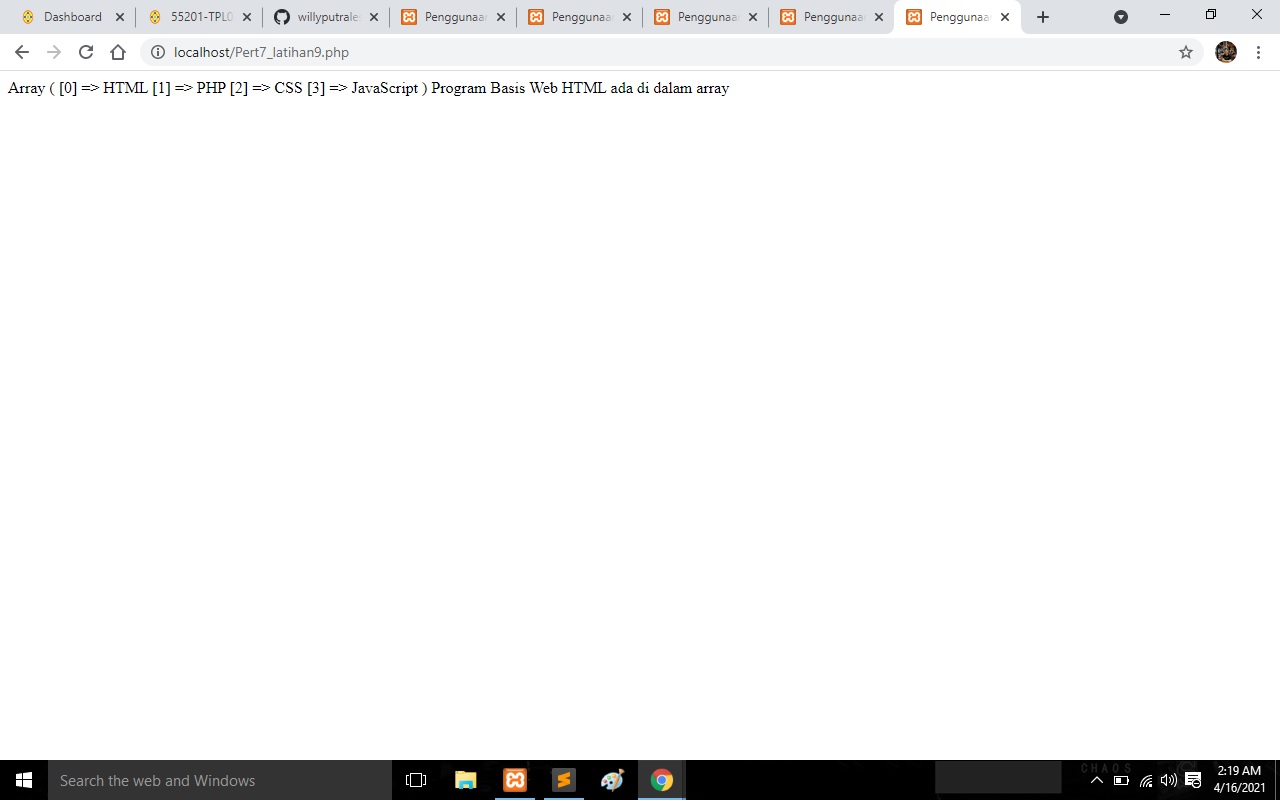 Dashboard
55201-TPL0
willyputrale
Penggunaa
Penggunaa
Penggunaa
Penggunaa
Penggunaa
localhost/Pert7_latihan9.php
Array ( [0] => HTML [1] => PHP [2] => CSS [3] => JavaScript ) Program Basis Web HTML ada di dalam array
Search the web and Windows
CHAOS
2:19 AM
4/16/2021